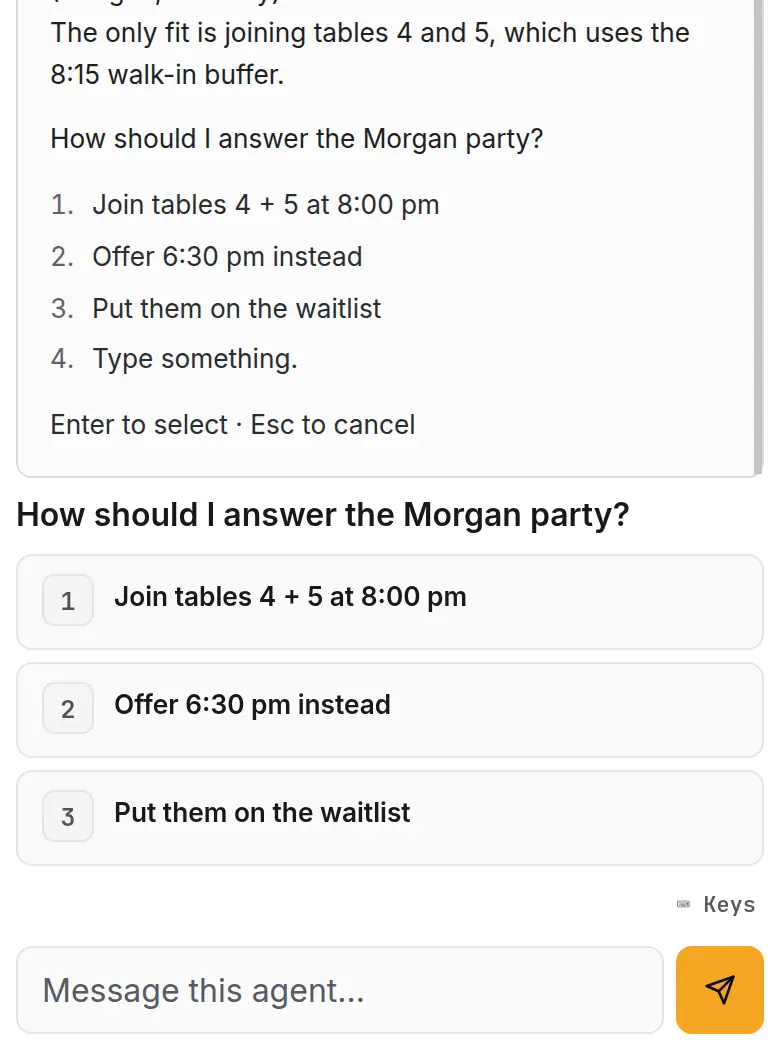 The only fit is joining tables 4 and 5, which uses the
8:15 walk-in buffer.
How should I answer the Morgan party?
1. Join tables 4 + 5 at 8:00 pm
2. Offer 6:30 pm instead
3. Put them on the waitlist
4. Type something.
Enter to select · Esc to cancel
How should I answer the Morgan party?
1 Join tables 4 + 5 at 8:00 pm
2 Offer 6:30 pm instead
3 Put them on the waitlist
Keys
Message this agent...